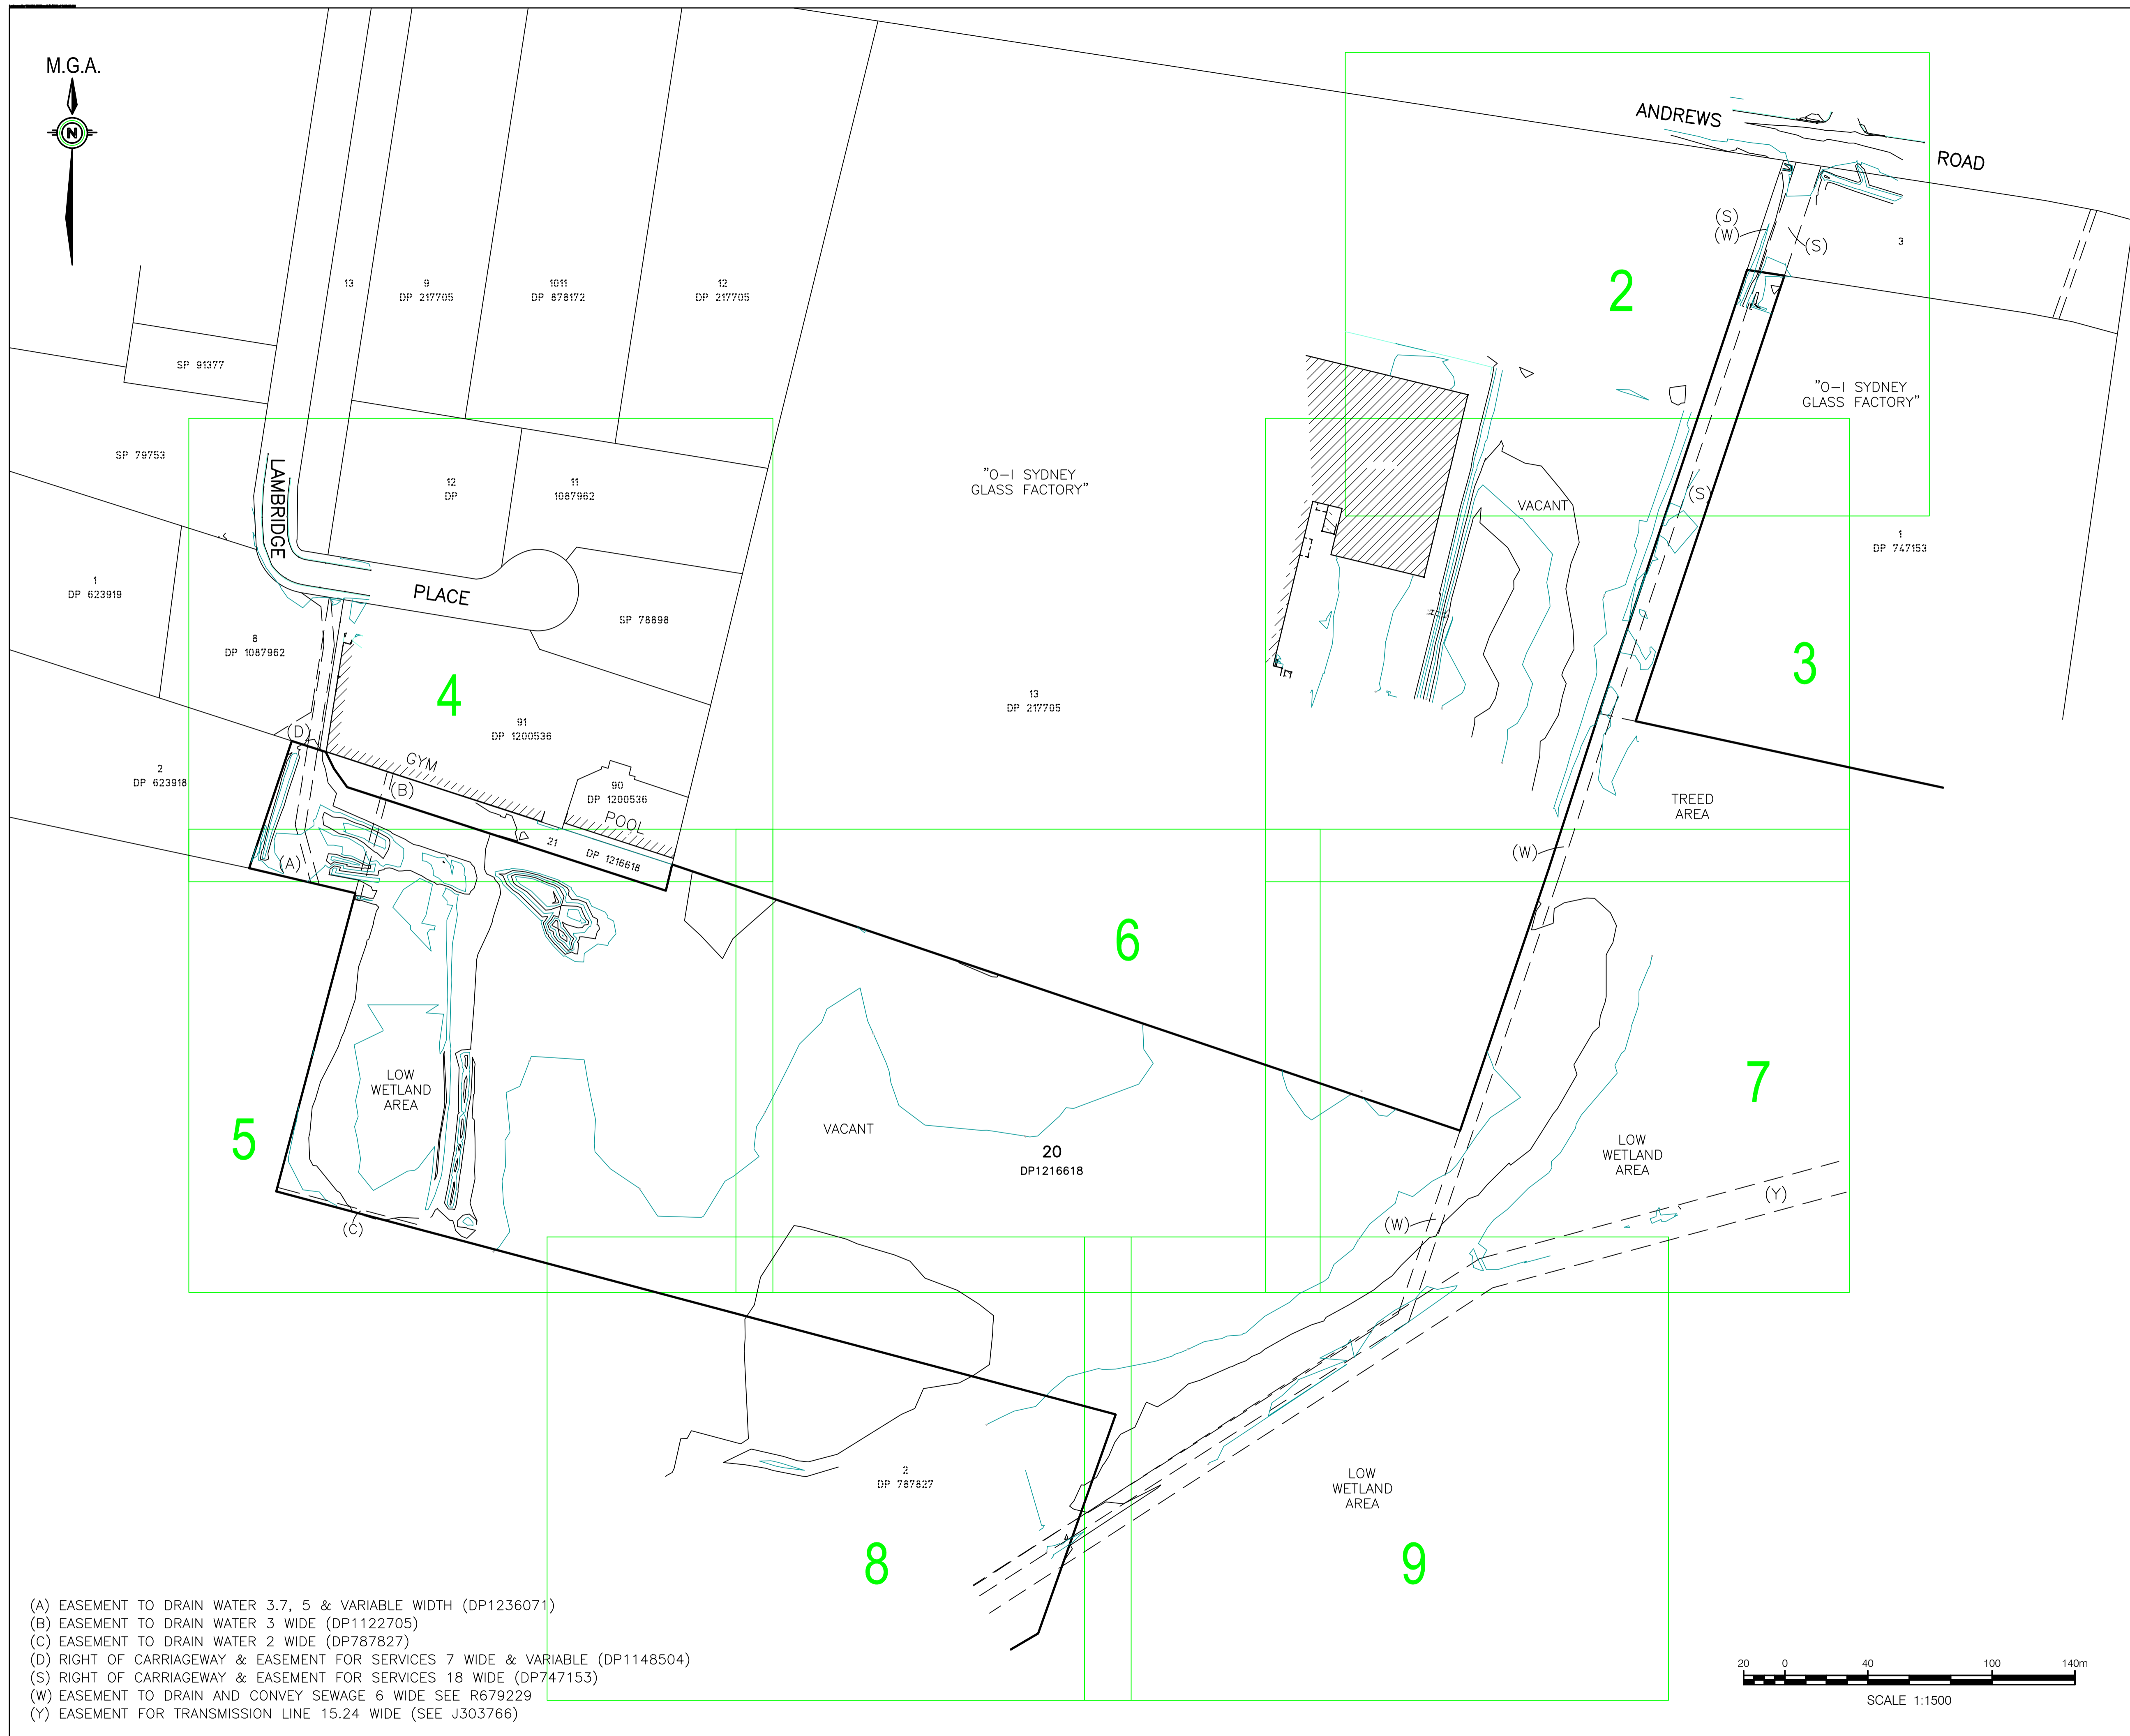 M.G.A.
N
ANDREWS
ROAD
(S)
(W)
(S)
3
2
13
9
DP 217705
1011
DP 878172
12
DP 217705
SP 91377
"O-I SYDNEY
GLASS FACTORY"
SP 79753
LAMBRIDGE
12
DP
11
1087962
"O-I SYDNEY
GLASS FACTORY"
VACANT
(S)
1
DP 747153
1
DP 623919
PLACE
SP 78898
8
DP 1087962
4
3
13
DP 217705
91
DP 1200536
(D)
2
DP 623918
GYM
(B)
90
DP 1200536
POOL
TREED
AREA
21
DP 1216618
(A)
(W)
6
LOW
WETLAND
AREA
7
5
VACANT
20
DP1216618
LOW
WETLAND
AREA
(Y)
(C)
(W)
2
DP 787827
LOW
WETLAND
AREA
8
9
(A) EASEMENT TO DRAIN WATER 3.7, 5 & VARIABLE WIDTH (DP1236071)
(B) EASEMENT TO DRAIN WATER 3 WIDE (DP1122705)
(C) EASEMENT TO DRAIN WATER 2 WIDE (DP787827)
(D) RIGHT OF CARRIAGEWAY & EASEMENT FOR SERVICES 7 WIDE & VARIABLE (DP1148504)
(S) RIGHT OF CARRIAGEWAY & EASEMENT FOR SERVICES 18 WIDE (DP747153)
(W) EASEMENT TO DRAIN AND CONVEY SEWAGE 6 WIDE SEE R679229
(Y) EASEMENT FOR TRANSMISSION LINE 15.24 WIDE (SEE J303766)
20 0 40 100 140m
SCALE 1:1500